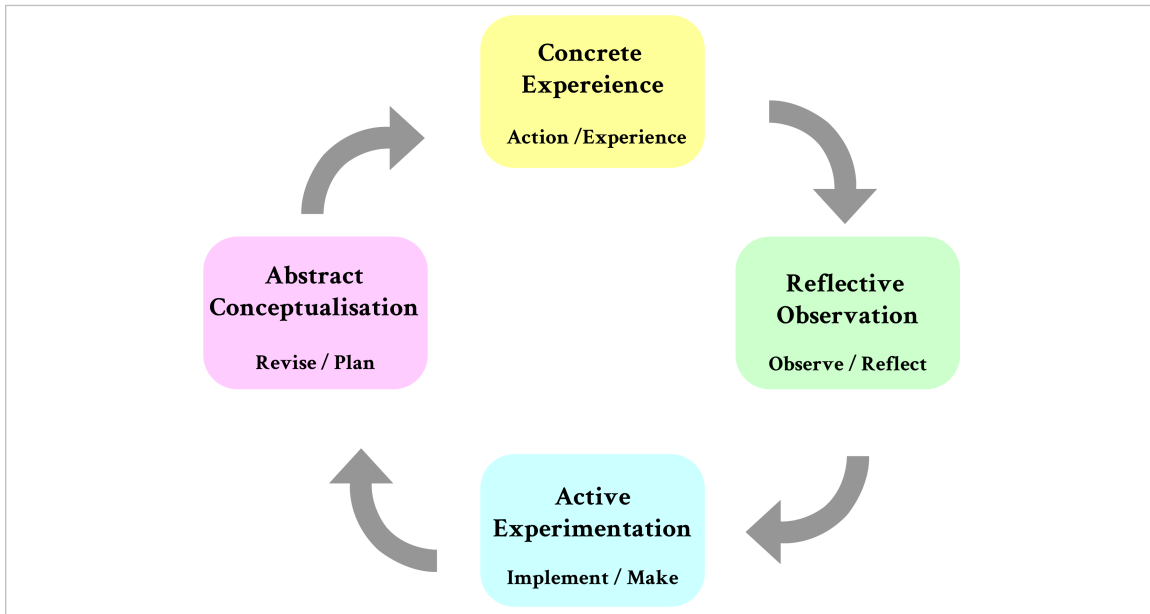 Concrete
Expereience
Action /Experience
Abstract
Conceptualisation
Revise / Plan
Reflective
Observation
Observe / Reflect
Active
Experimentation
Implement / Make